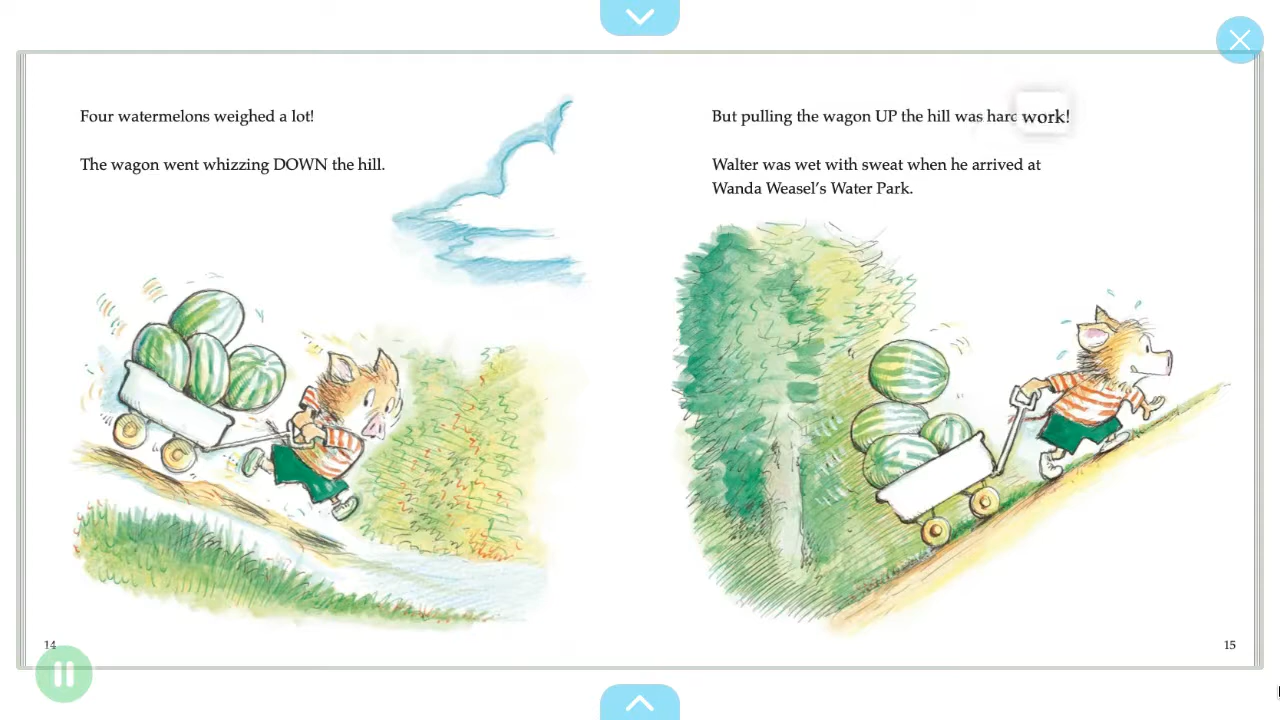 Four watermelons weighed a lot!
The wagon went whizzing DOWN the hill.
14
But pulling the wagon UP the hill was hard work!
Walter was wet with sweat when he arrived at
Wanda Weasel's Water Park.
15